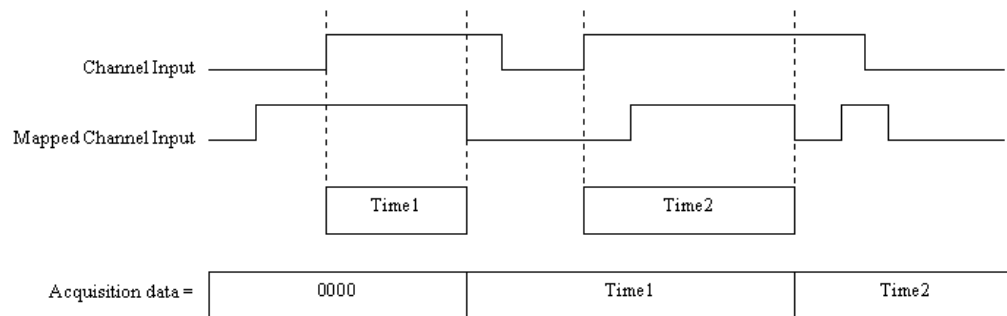 Channel Input
Mapped Channel Input
Time1 Time2
Acquisition data = 0000 Time1 Time2